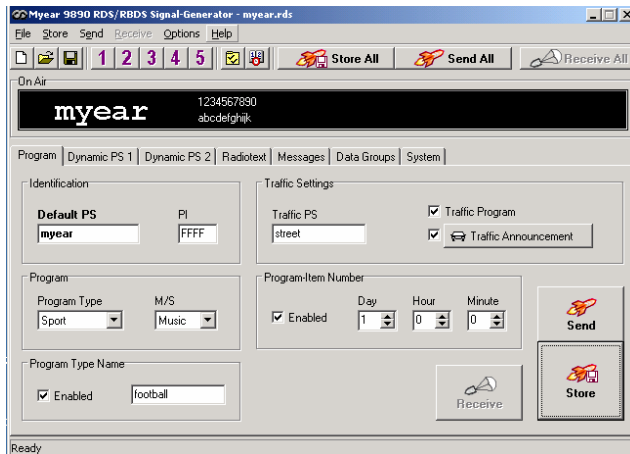 Myear 9890 RDS/RBDS Signal-Generator - myear.rds
File Store Send Receive Options Help
1 2 3 4 5 Store All Send All Receive All
On Air
myear
1234567890
abcdefghijk
Program Dynamic PS 1 Dynamic PS 2 Radiotext Messages Data Groups System
Identification
Default PS PI
myear FFFF
Traffic Settings
Traffic PS
street
Traffic Program
Traffic Announcement
Program
Program Type M/S
Sport Music
Program-Item Number
Enabled
Day Hour Minute
1 0 0
Send
Program Type Name
Enabled football
Receive
Store
Ready